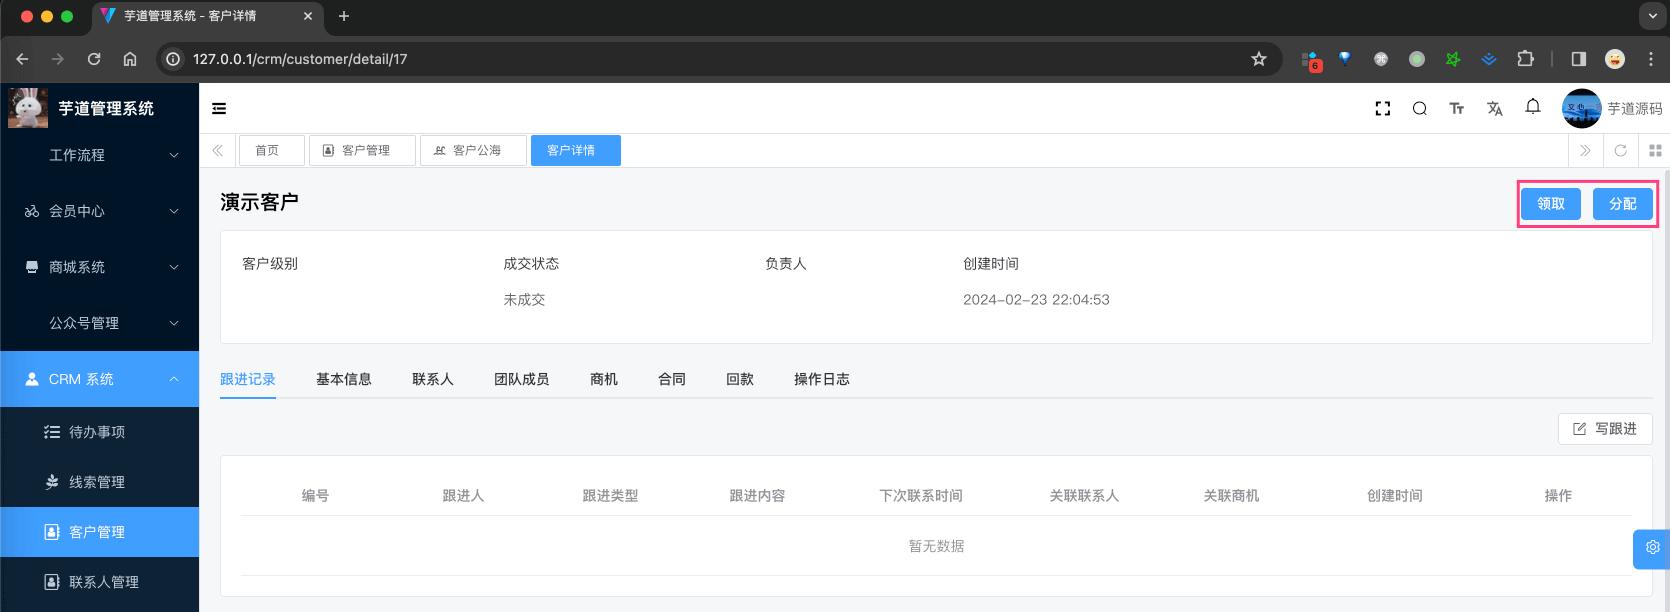 芋道管理系统 - 客户详情
127.0.0.1/crm/customer/detail/17
6
芋道管理系统
芋道源码
工作流程
会员中心
商城系统
公众号管理
CRM 系统
待办事项
线索管理
客户管理
联系人管理
首页 客户管理 客户公海 客户详情
演示客户
领取 分配
客户级别 成交状态 负责人 创建时间
未成交 2024-02-23 22:04:53
跟进记录 基本信息 联系人 团队成员 商机 合同 回款 操作日志
写跟进
编号 跟进人 跟进类型 跟进内容 下次联系时间 关联联系人 关联商机 创建时间 操作
暂无数据